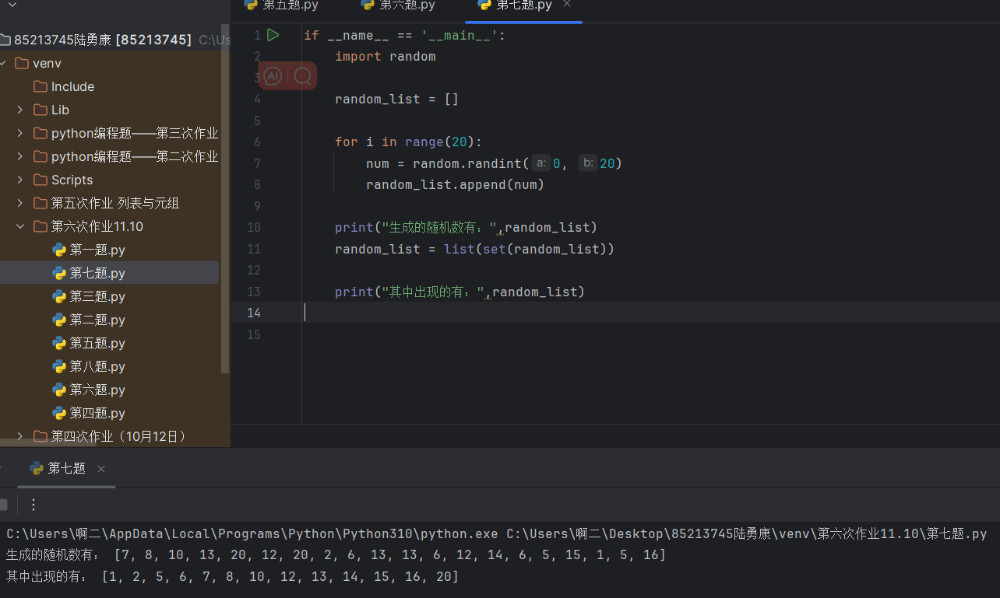 第五题.py 第六题.py 第七题.py
85213745陆勇康 [85213745] C:\Us
venv
Include
Lib
python编程题——第三次作业
python编程题——第二次作业
Scripts
第五次作业 列表与元组
第六次作业11.10
第一题.py
第七题.py
第三题.py
第二题.py
第五题.py
第八题.py
第六题.py
第四题.py
第四次作业（10月12日）
1 if __name__ == '__main__':
2 import random
3
AI
4 random_list = []
5
6 for i in range(20):
7 num = random.randint( a: 0, b: 20)
8 random_list.append(num)
9
10 print("生成的随机数有：",random_list)
11 random_list = list(set(random_list))
12
13 print("其中出现的有：",random_list)
14
15
第七题
C:\Users\啊二\AppData\Local\Programs\Python\Python310\python.exe C:\Users\啊二\Desktop\85213745陆勇康\venv\第六次作业11.10\第七题.py
生成的随机数有： [7, 8, 10, 13, 20, 12, 20, 2, 6, 13, 13, 6, 12, 14, 6, 5, 15, 1, 5, 16]
其中出现的有： [1, 2, 5, 6, 7, 8, 10, 12, 13, 14, 15, 16, 20]